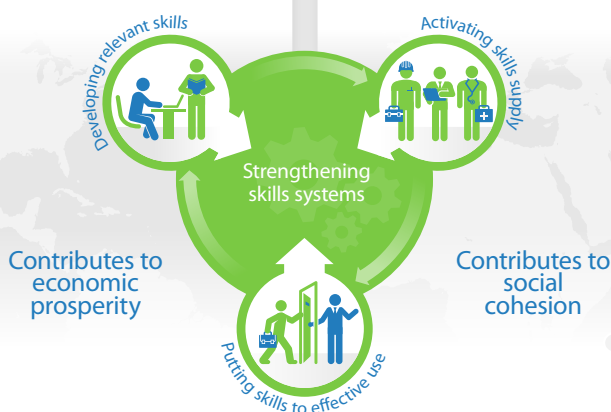 Developing relevant skills
Activating skills supply
Strengthening
skills systems
Contributes to
economic
prosperity
Contributes to
social
cohesion
Putting skills to effective use